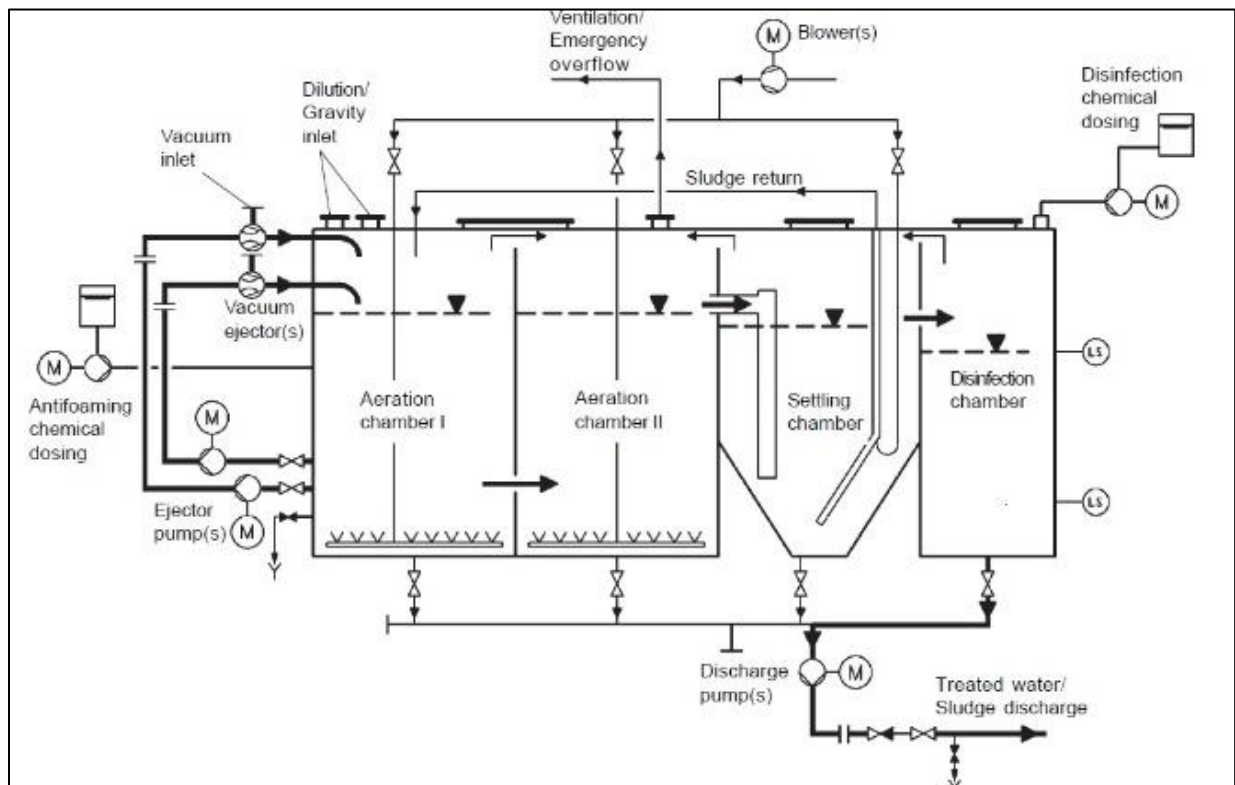 Ventilation/
Emergency
overflow
M
Blower(s)
Disinfection
chemical
dosing
Dilution/
Gravity
inlet
Vacuum
inlet
Sludge return
M
Vacuum
ejector(s)
M
Antifoaming
chemical
dosing
LS
Aeration
chamber I
Aeration
chamber II
Settling
chamber
Disinfection
chamber
M
Ejector
pump(s)
M
LS
Discharge
pump(s)
M
Treated water/
Sludge discharge